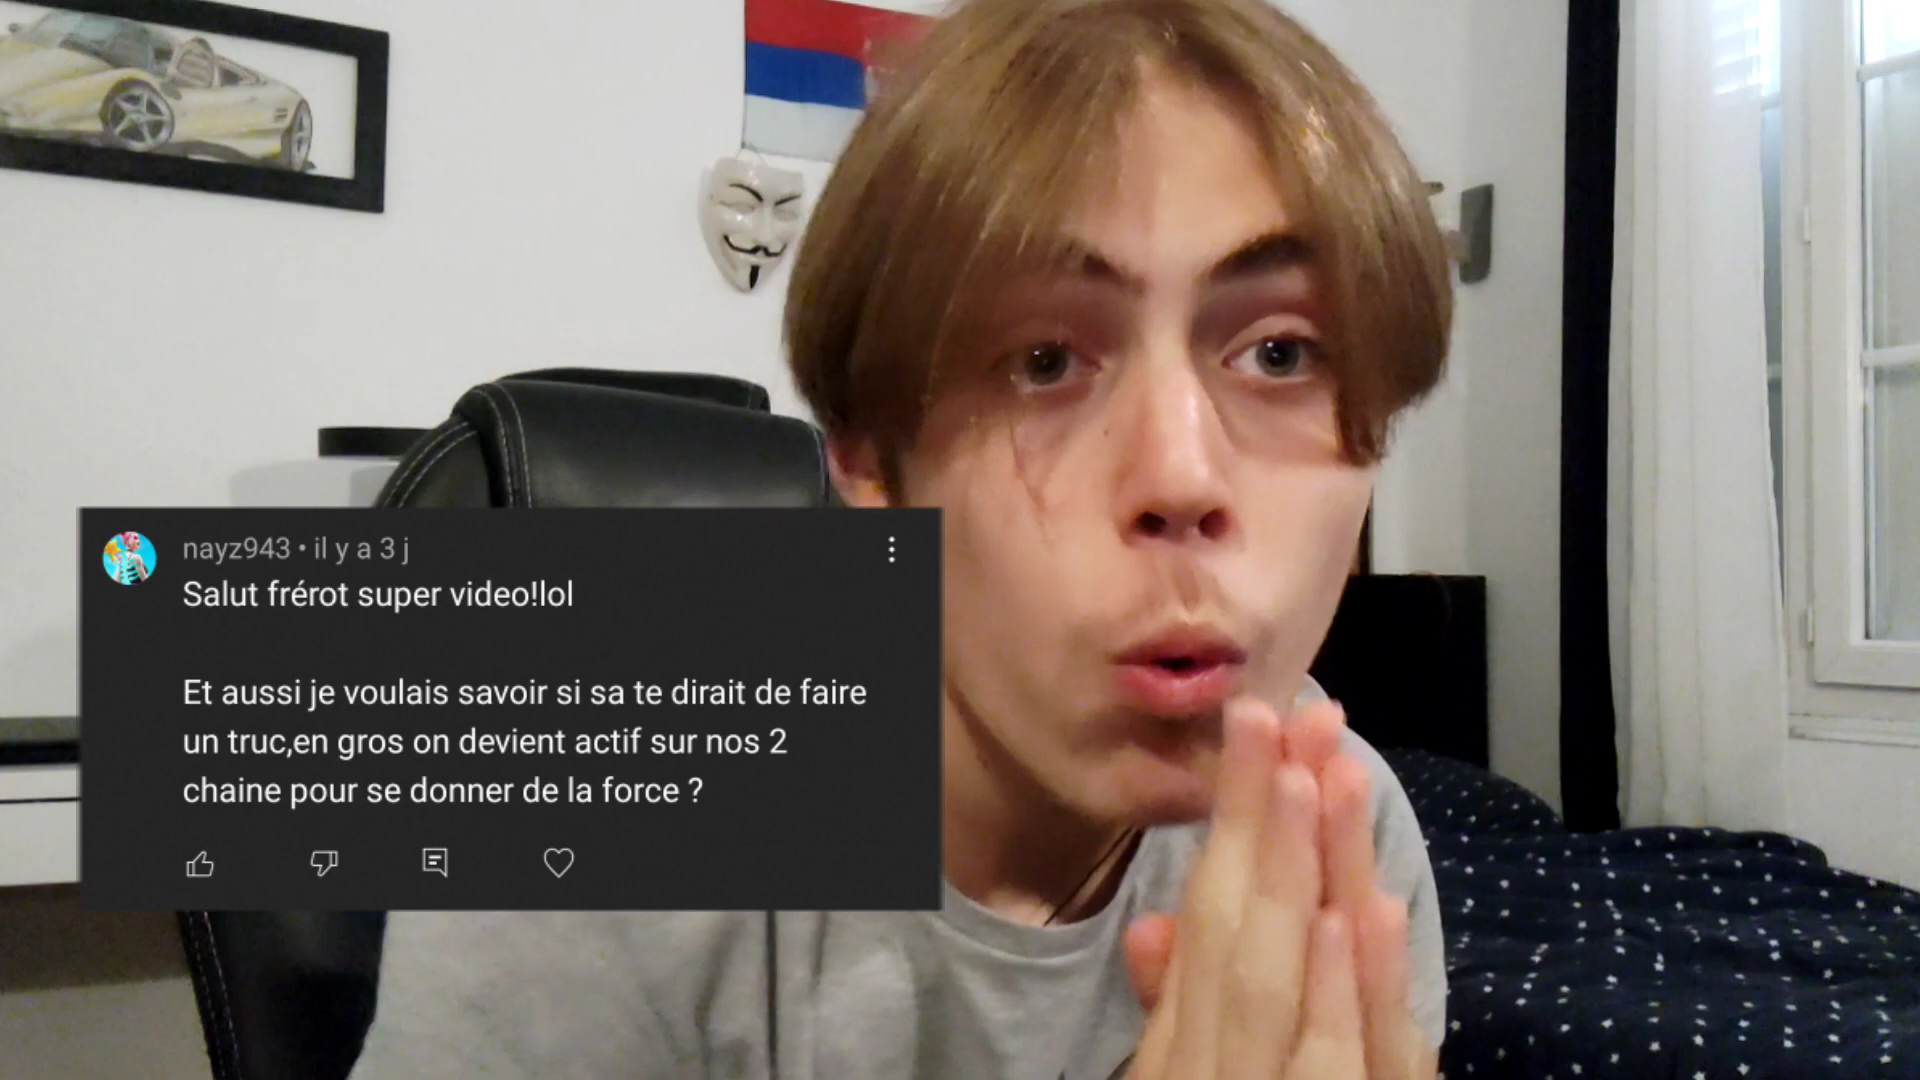 nayz943 • il y a 3 j
Salut frérot super video!lol
Et aussi je voulais savoir si sa te dirait de faire
un truc,en gros on devient actif sur nos 2
chaine pour se donner de la force ?